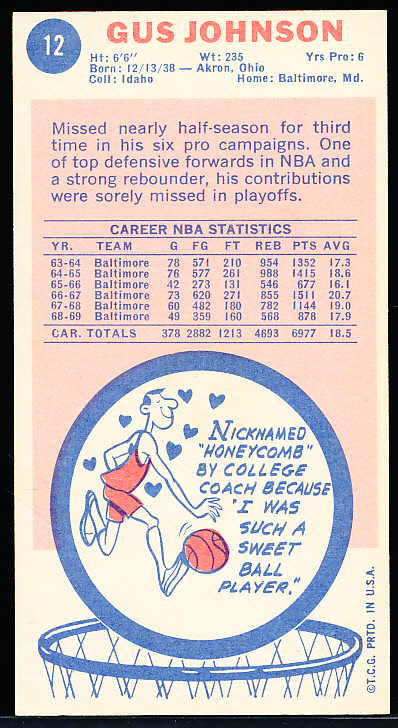 12
GUS JOHNSON
Ht: 6'6" Wt: 235 Yrs Pro: 6
Born: 12/13/38 — Akron, Ohio
Coll: Idaho Home: Baltimore, Md.
Missed nearly half-season for third
time in his six pro campaigns. One
of top defensive forwards in NBA and
a strong rebounder, his contributions
were sorely missed in playoffs.
CAREER NBA STATISTICS
YR. TEAM G FG FT REB PTS AVG
63-64 Baltimore 78 571 210 954 1352 17.3
64-65 Baltimore 76 577 261 988 1415 18.6
65-66 Baltimore 42 273 131 546 677 16.1
66-67 Baltimore 73 620 271 855 1511 20.7
67-68 Baltimore 60 482 180 782 1144 19.0
68-69 Baltimore 49 359 160 568 878 17.9
CAR. TOTALS 378 2882 1213 4693 6977 18.5
NICKNAMED
"HONEYCOMB"
BY COLLEGE
COACH BECAUSE
"I WAS
SUCH A
SWEET
BALL
PLAYER."
©T.C.G. PRTD. IN U.S.A.